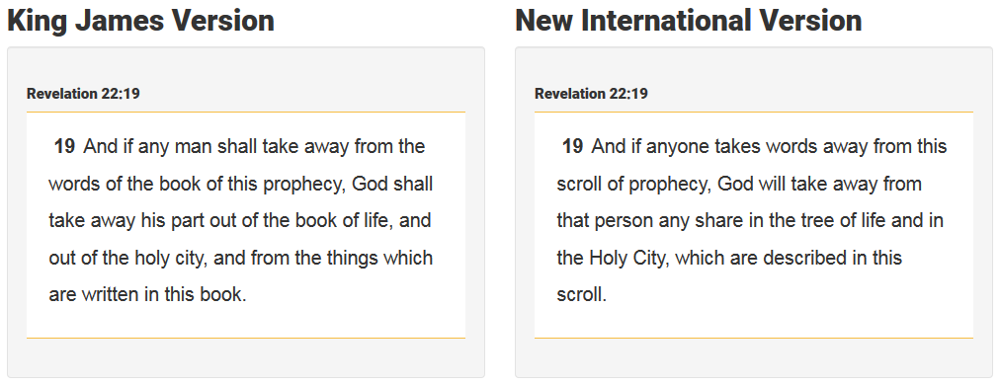 King James Version
Revelation 22:19
19 And if any man shall take away from the
words of the book of this prophecy, God shall
take away his part out of the book of life, and
out of the holy city, and from the things which
are written in this book.
New International Version
Revelation 22:19
19 And if anyone takes words away from this
scroll of prophecy, God will take away from
that person any share in the tree of life and in
the Holy City, which are described in this
scroll.